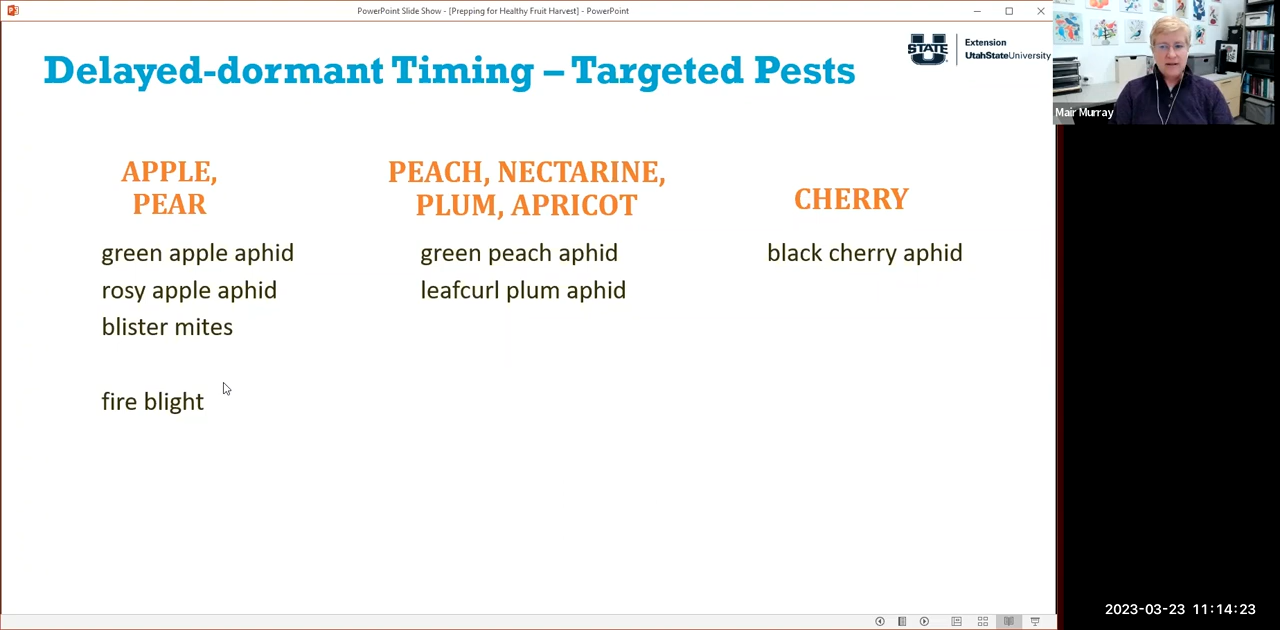 PowerPoint Slide Show - [Prepping for Healthy Fruit Harvest] - PowerPoint
Delayed-dormant Timing – Targeted Pests
U
STATE
Extension
UtahStateUniversity
Mair Murray
APPLE,
PEAR
green apple aphid
rosy apple aphid
blister mites
fire blight
PEACH, NECTARINE,
PLUM, APRICOT
green peach aphid
leafcurl plum aphid
CHERRY
black cherry aphid
2023-03-23 11:14:23